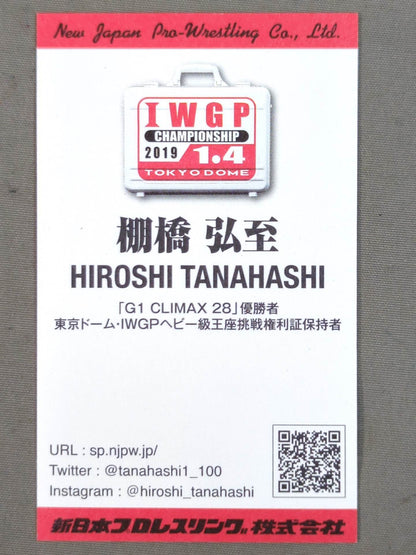 New Japan Pro-Wrestling Co., Ltd.
IWGP
CHAMPIONSHIP
2019 1.4
TOKYO DOME
棚橋 弘至
HIROSHI TANAHASHI
「G1 CLIMAX 28」優勝者
東京ドーム・IWGPヘビー級王座挑戦権利証保持者
URL : sp.njpw.jp/
Twitter : @tanahashi1_100
Instagram : @hiroshi_tanahashi
新日本プロレスリング株式会社